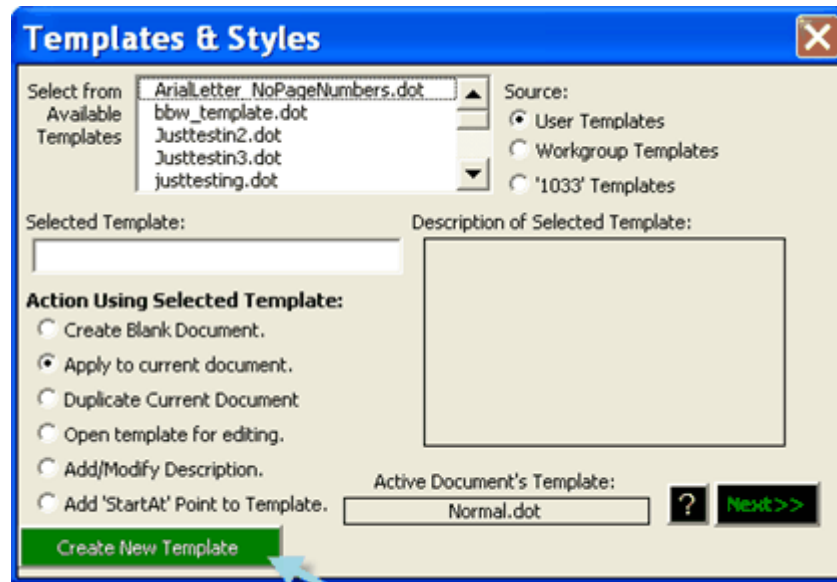 Templates & Styles
Select from
Available
Templates
ArialLetter_NoPageNumbers.dot
bbw_template.dot
Justtestin2.dot
Justtestin3.dot
justtesting.dot
Source:
User Templates
Workgroup Templates
'1033' Templates
Selected Template:
Description of Selected Template:
Action Using Selected Template:
Create Blank Document.
Apply to current document.
Duplicate Current Document
Open template for editing.
Add/Modify Description.
Add 'StartAt' Point to Template.
Active Document's Template:
Normal.dot
?
Next>>
Create New Template